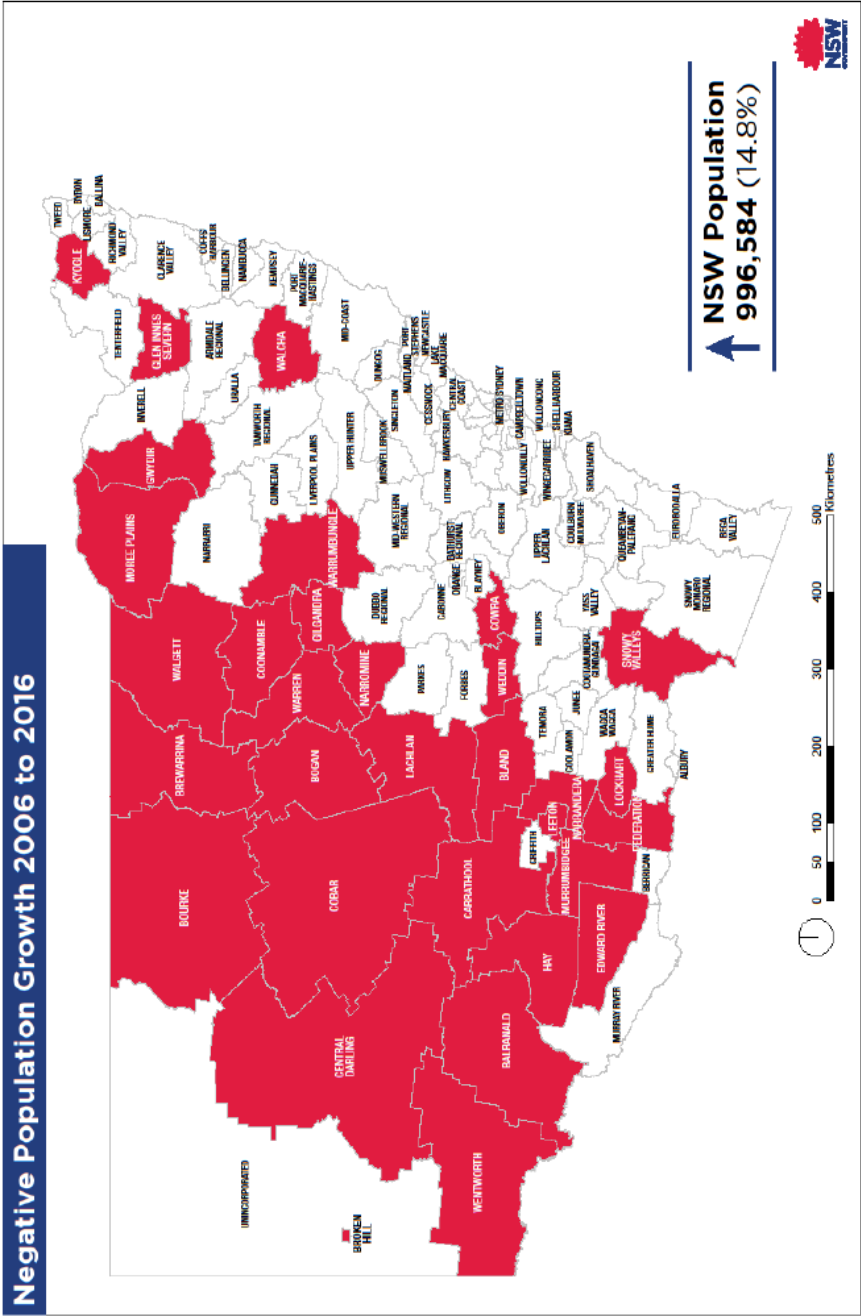 Negative Population Growth 2006 to 2016
TWEED
BYRON
LISMORE
BALLINA
KYOGLE
RICHMOND
VALLEY
TENTERFIELD
CLARENCE
VALLEY
GLEN INNES
SEVERN
COFFS
HARBOUR
BELLINGEN
NAMBUCCA
INVERELL
ARMIDALE
REGIONAL
KEMPSEY
GWYDIR
URALLA
WALCHA
PORT
MACQUARIE-
HASTINGS
MOREE PLAINS
TAMWORTH
REGIONAL
NARRABRI
GUNNEDAH
LIVERPOOL PLAINS
MID-COAST
WALGETT
COONAMBLE
WARRUMBUNGLE
UPPER HUNTER
DUNGOG
MUSWELLBROOK
SINGLETON
MAITLAND
PORT
STEPHENS
NEWCASTLE
LAKE
MACQUARIE
CESSNOCK
CENTRAL
COAST
BREWARRINA
GILGANDRA
WARREN
NARROMINE
DUBBO
REGIONAL
MID-WESTERN
REGIONAL
HAWKESBURY
LITHGOW
METRO SYDNEY
BOURKE
BOGAN
COBAR
LACHLAN
PARKES
FORBES
CABONNE
ORANGE
BATHURST
REGIONAL
BLAYNEY
OBERON
WOLLONDILLY
CAMPBELLTOWN
WOLLONGONG
SHELLHARBOUR
KIAMA
WINGECARRIBEE
SHOALHAVEN
COWRA
WEDDIN
BLAND
HILLTOPS
UPPER
LACHLAN
GOULBURN
MULWAREE
YASS
VALLEY
QUEANBEYAN-
PALERANG
UNINCORPORATED
BROKEN
HILL
CENTRAL
DARLING
WENTWORTH
BALRANALD
CARRATHOOL
HAY
GRIFFITH
LEETON
MURRUMBIDGEE
NARRANDERA
TEMORA
COOLAMON
JUNEE
COOTAMUNDRA
GUNDAGAI
WAGGA
WAGGA
LOCKHART
SNOWY
VALLEYS
EDWARD RIVER
MURRAY RIVER
BERRIGAN
FEDERATION
GREATER HUME
ALBURY
SNOWY
MONARO
REGIONAL
EUROBODALLA
BEGA
VALLEY
0 50 100 200 300 400 500
Kilometres
NSW Population
996,584 (14.8%)
NSW
GOVERNMENT